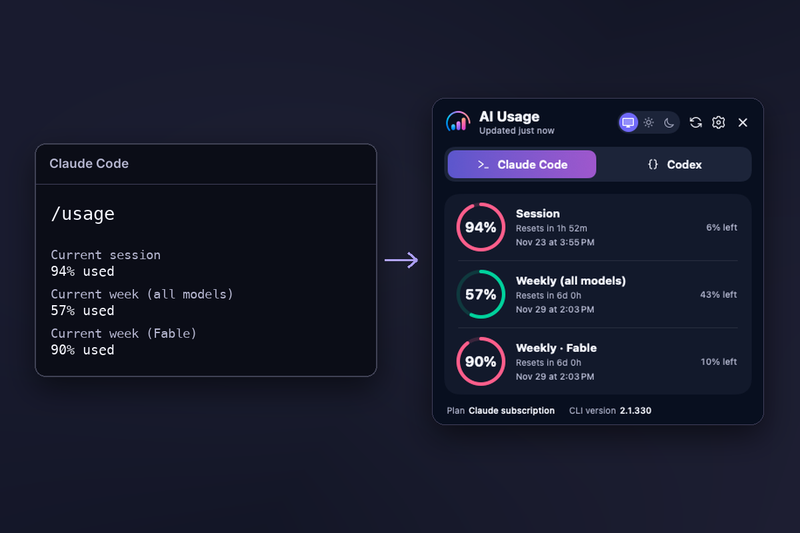 Claude Code
/usage
Current session
94% used
Current week (all models)
57% used
Current week (Fable)
90% used
AI Usage
Updated just now
>_ Claude Code
{} Codex
94%
Session
Resets in 1h 52m
Nov 23 at 3:55 PM
6% left
57%
Weekly (all models)
Resets in 6d 0h
Nov 29 at 2:03 PM
43% left
90%
Weekly · Fable
Resets in 6d 0h
Nov 29 at 2:03 PM
10% left
Plan Claude subscription CLI version 2.1.330